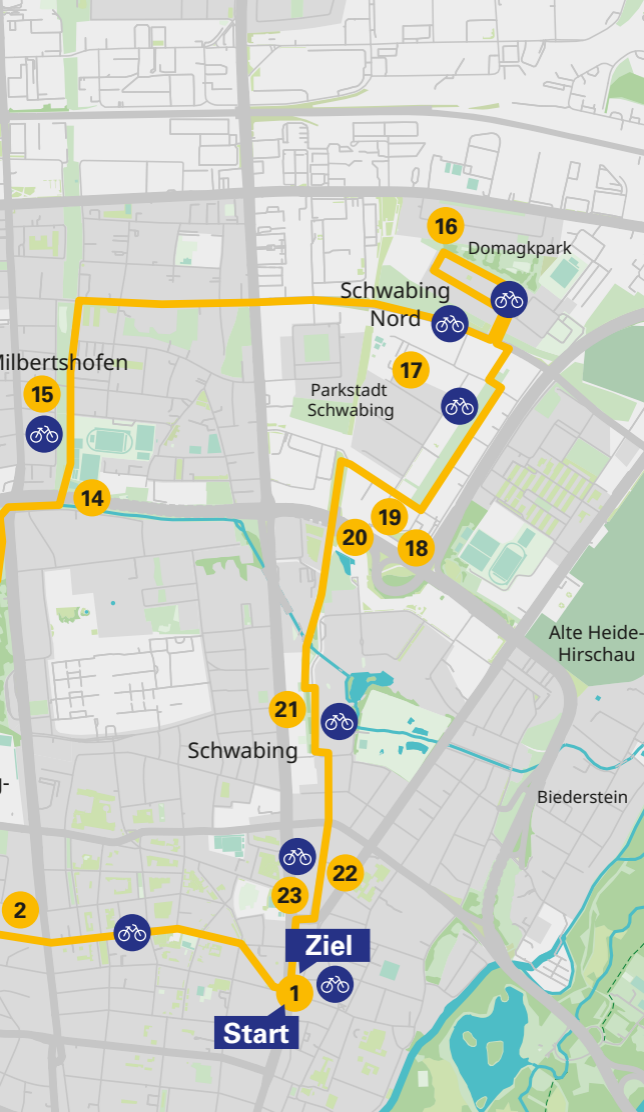 16
Domagkpark
Schwabing
Nord
Milbertshofen
17
15
Parkstadt
Schwabing
14
19
20
18
Alte Heide-
Hirschau
21
Schwabing
g-
Biederstein
22
23
2
Ziel
1
Start